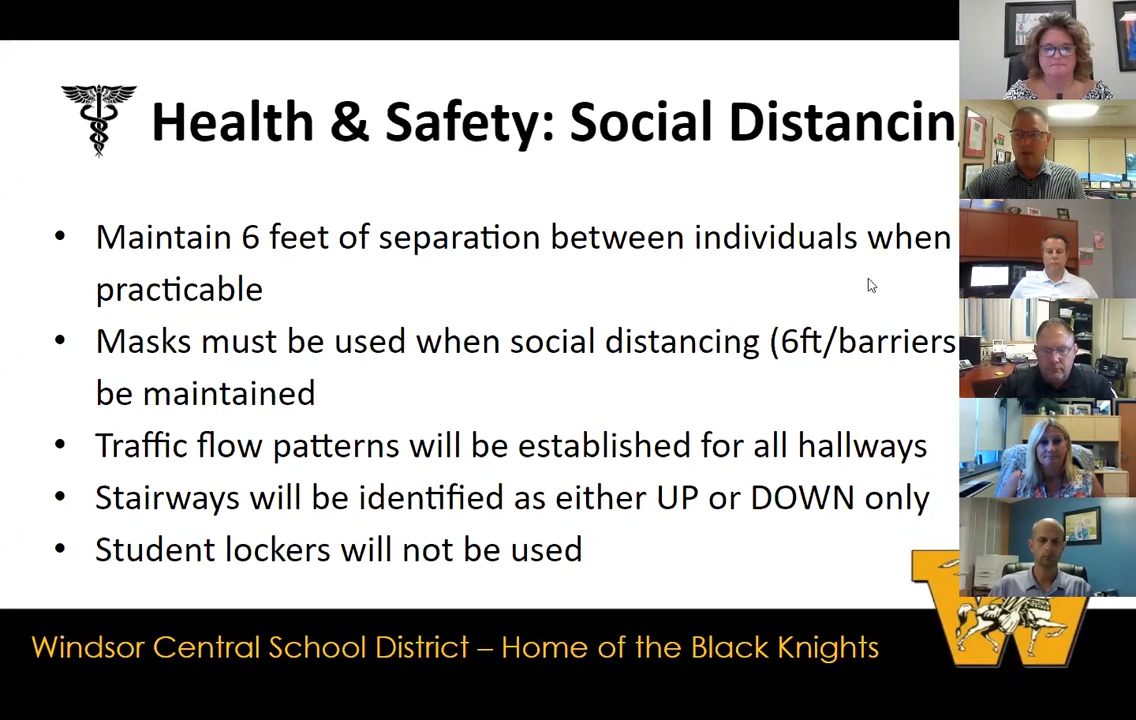 Health & Safety: Social Distancin
• Maintain 6 feet of separation between individuals when
practicable
• Masks must be used when social distancing (6ft/barriers
be maintained
• Traffic flow patterns will be established for all hallways
• Stairways will be identified as either UP or DOWN only
• Student lockers will not be used
W
Windsor Central School District – Home of the Black Knights